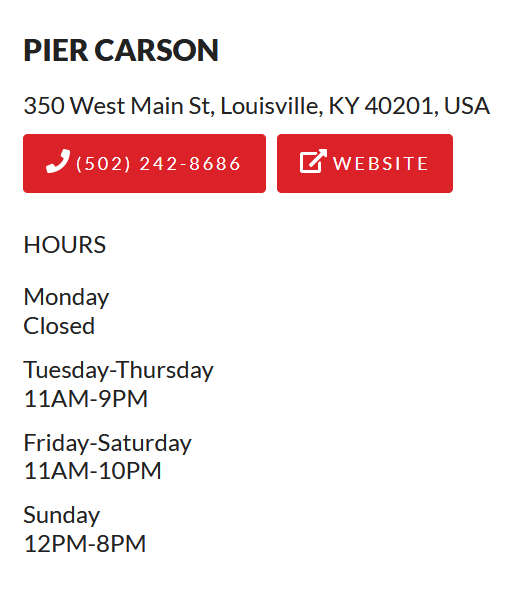 PIER CARSON
350 West Main St, Louisville, KY 40201, USA
(502) 242-8686 WEBSITE
HOURS
Monday
Closed
Tuesday-Thursday
11AM-9PM
Friday-Saturday
11AM-10PM
Sunday
12PM-8PM